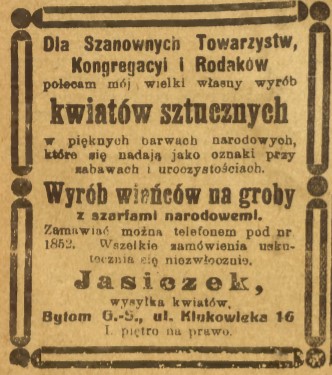 Dla Szanownych Towarzystw,
Kongregacyi i Rodaków
polecam mój wielki własny wyrób
kwiatów sztucznych
w pięknych barwach narodowych,
które się nadają jako oznaki przy
zabawach i uroczystościach.
Wyrób wieńców na groby
z szarfami narodowemi.
Zamawiać można telefonem pod nr.
1852. Wszelkie zamówienia usku-
tecznia się niezwłocznie.
Jasiczek,
wysyłka kwiatów,
Bytom G.-S., ul. Klukowicka 16
I. piętro na prawo.